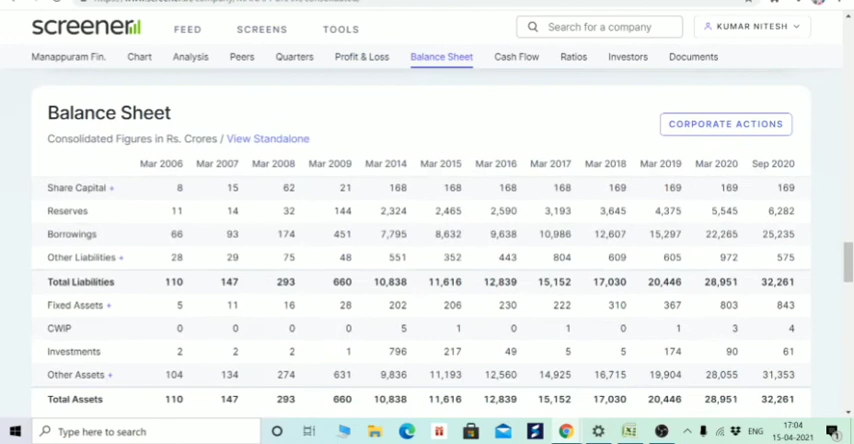 screener
FEED SCREENS TOOLS
Search for a company
KUMAR NITESH
Manappuram Fin. Chart Analysis Peers Quarters Profit & Loss Balance Sheet Cash Flow Ratios Investors Documents
Balance Sheet
CORPORATE ACTIONS
Consolidated Figures in Rs. Crores / View Standalone
Mar 2006 Mar 2007 Mar 2008 Mar 2009 Mar 2014 Mar 2015 Mar 2016 Mar 2017 Mar 2018 Mar 2019 Mar 2020 Sep 2020
Share Capital + 8 15 62 21 168 168 168 168 169 169 169 169
Reserves 11 14 32 144 2,324 2,465 2,590 3,193 3,645 4,375 5,545 6,282
Borrowings 66 93 174 451 7,795 8,632 9,638 10,986 12,607 15,297 22,265 25,235
Other Liabilities + 28 29 75 48 551 352 443 804 609 605 972 575
Total Liabilities 110 147 293 660 10,838 11,616 12,839 15,152 17,030 20,446 28,951 32,261
Fixed Assets + 5 11 16 28 202 206 230 222 310 367 803 843
CWIP 0 0 0 0 5 1 0 1 0 1 3 4
Investments 2 2 2 1 796 217 49 5 5 174 90 61
Other Assets + 104 134 274 631 9,836 11,193 12,560 14,925 16,715 19,904 28,055 31,353
Total Assets 110 147 293 660 10,838 11,616 12,839 15,152 17,030 20,446 28,951 32,261
Type here to search
ENG
17:04
15-04-2021